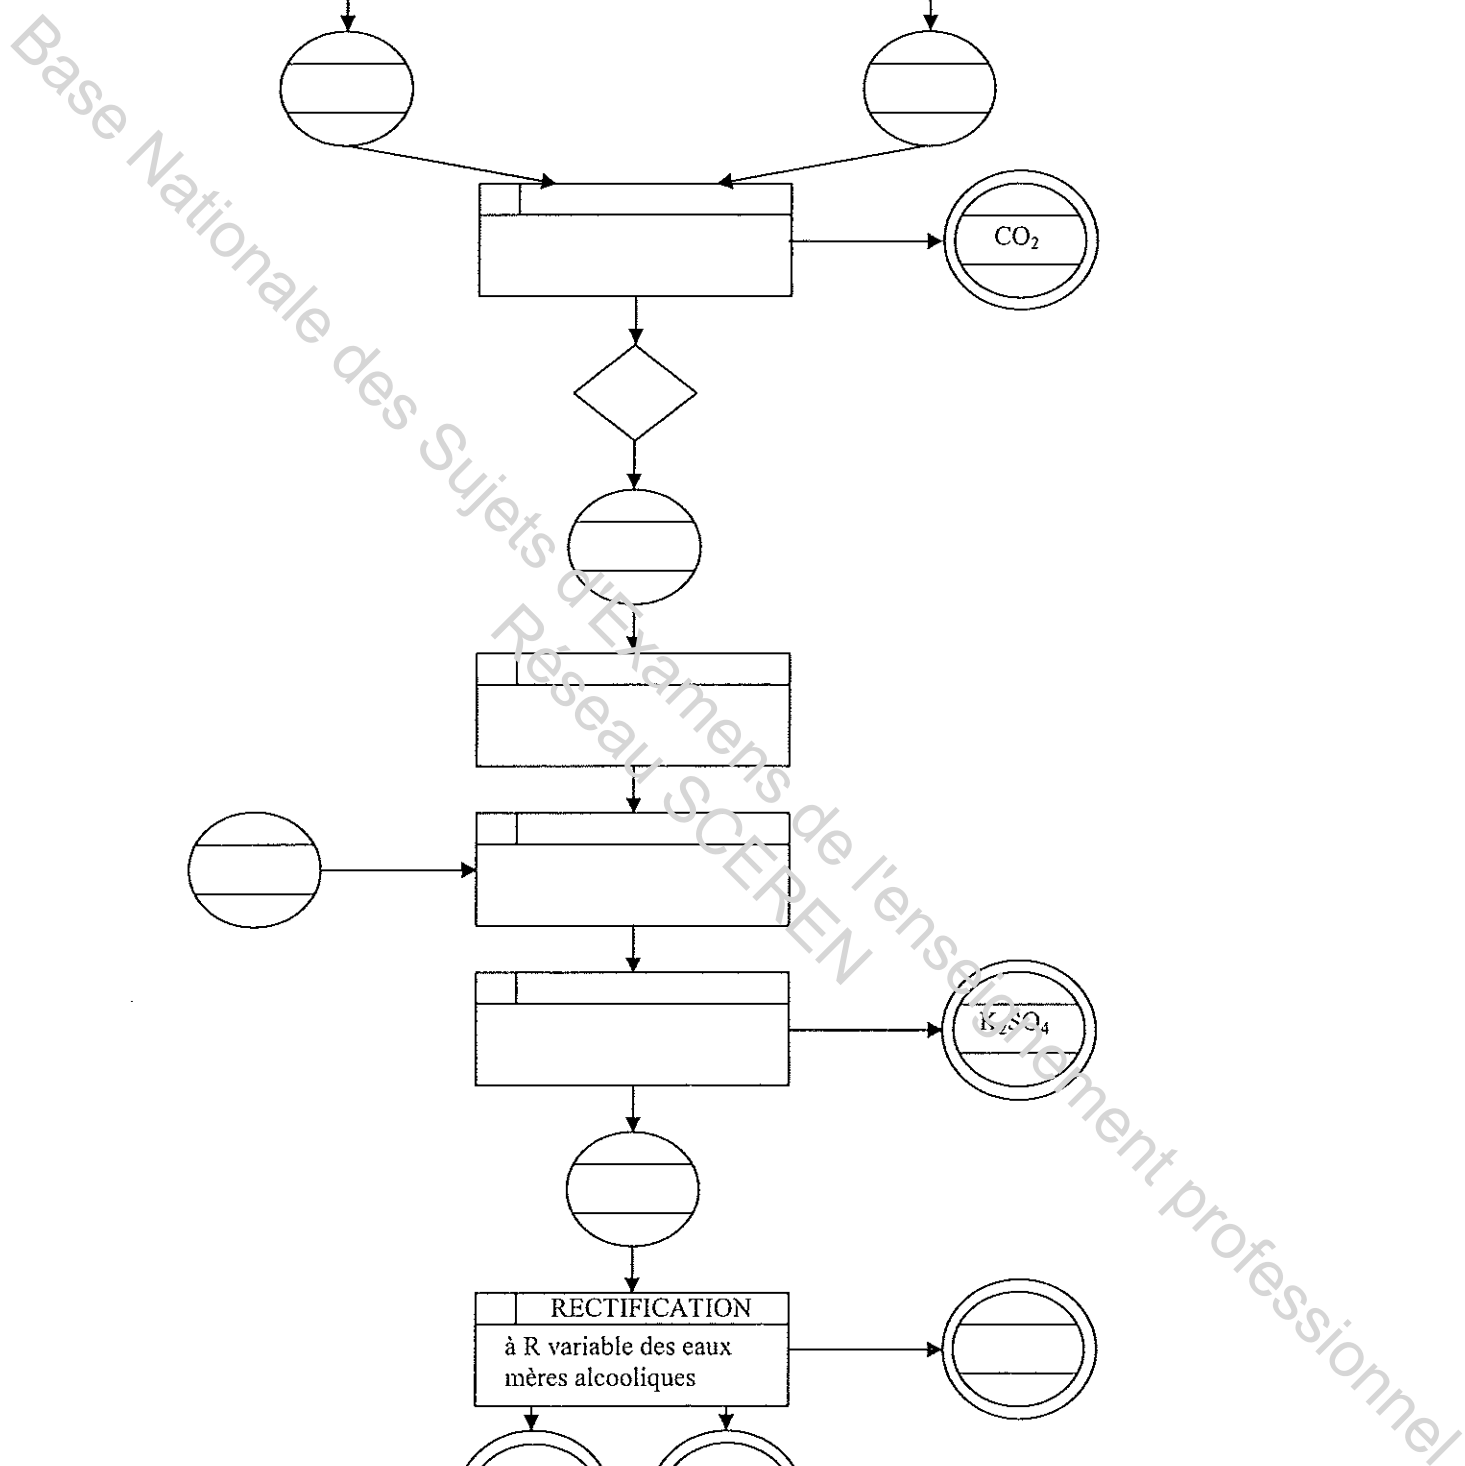 Base Nationale des Sujets d'Examens de l'enseignement professionnel
Réseau SCEREN
CO₂
K₂SO₄
RECTIFICATION
à R variable des eaux
mères alcooliques